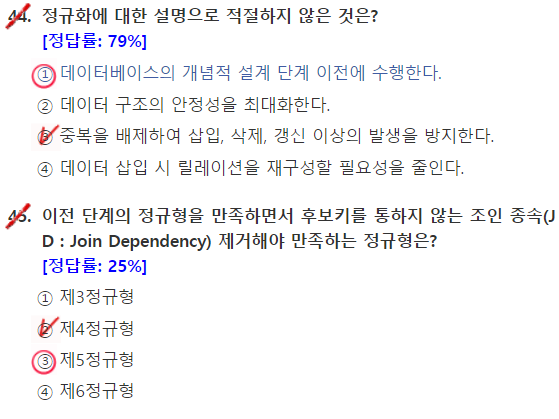 44. 정규화에 대한 설명으로 적절하지 않은 것은?
[정답률: 79%]
① 데이터베이스의 개념적 설계 단계 이전에 수행한다.
② 데이터 구조의 안정성을 최대화한다.
③ 중복을 배제하여 삽입, 삭제, 갱신 이상의 발생을 방지한다.
④ 데이터 삽입 시 릴레이션을 재구성할 필요성을 줄인다.
45. 이전 단계의 정규형을 만족하면서 후보키를 통하지 않는 조인 종속(J
D : Join Dependency) 제거해야 만족하는 정규형은?
[정답률: 25%]
① 제3정규형
② 제4정규형
③ 제5정규형
④ 제6정규형